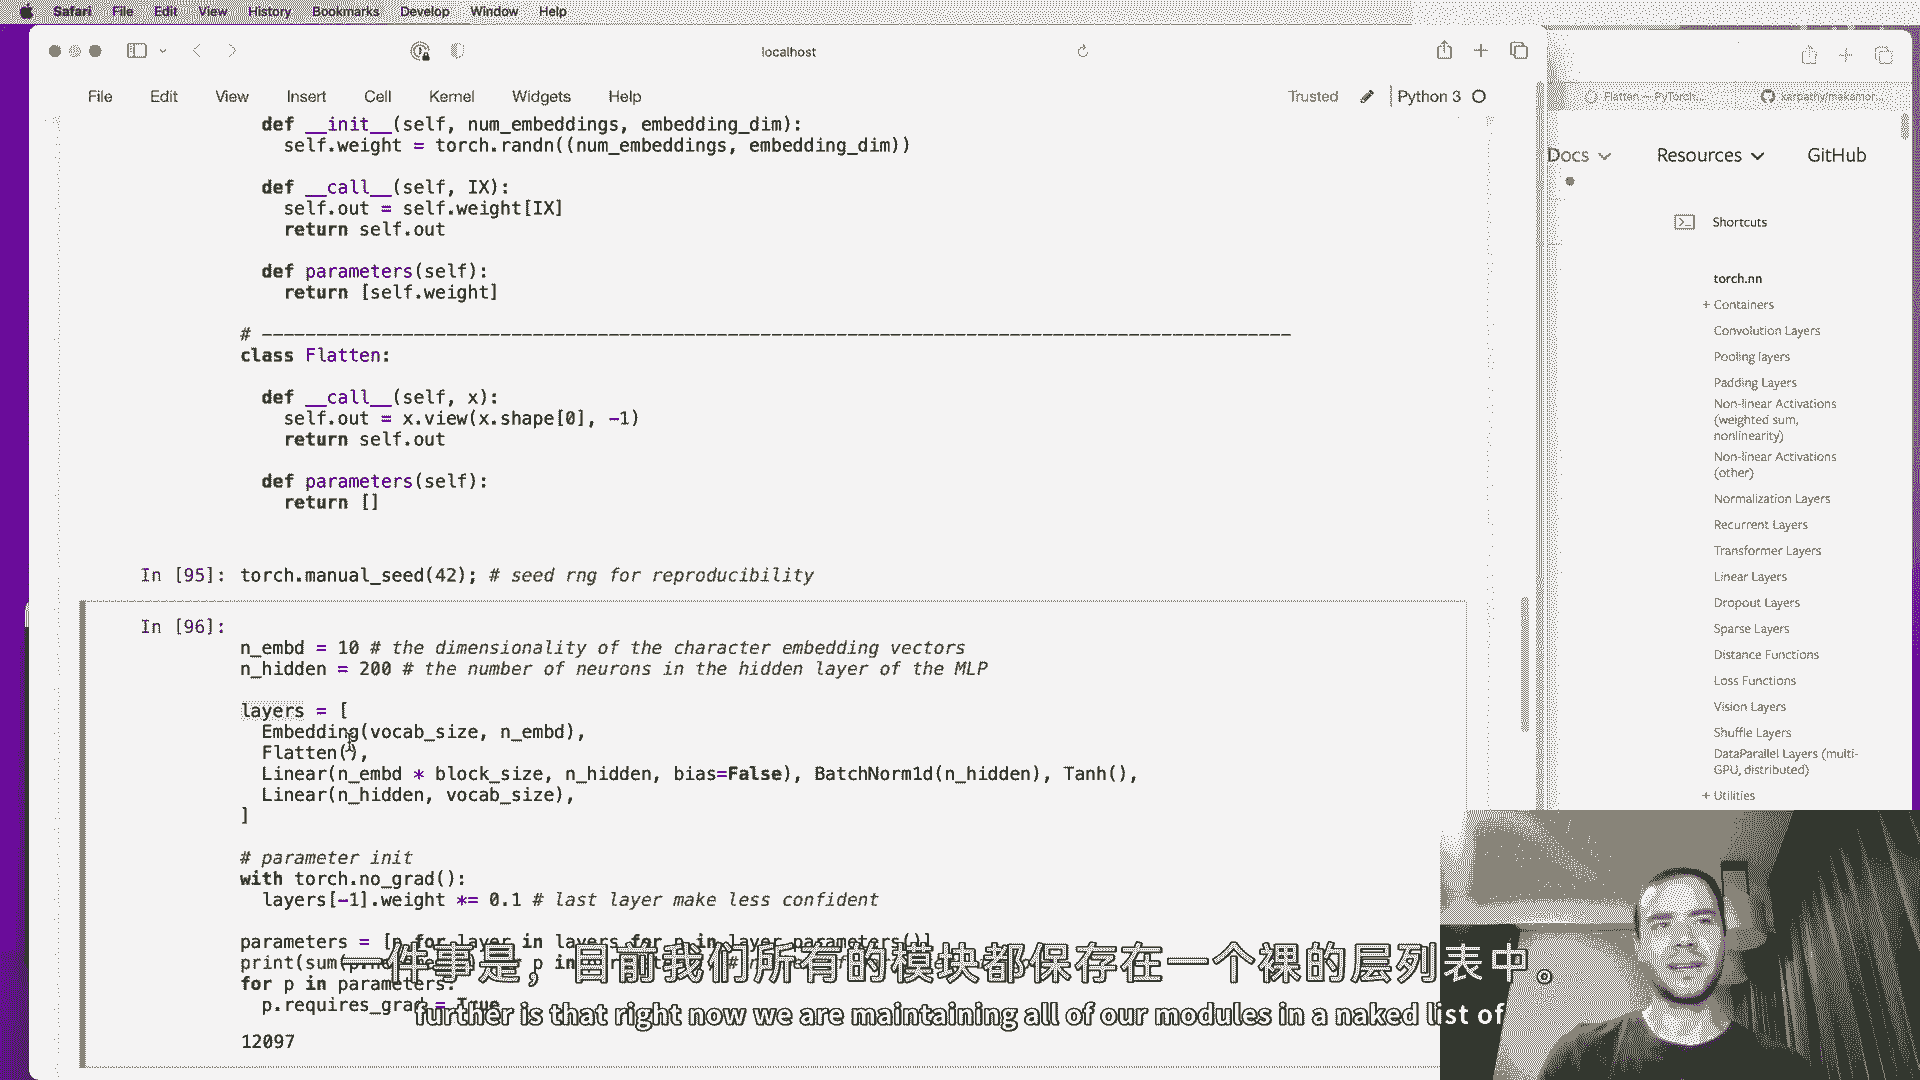 Safari File Edit View History Bookmarks Develop Window Help
localhost
File Edit View Insert Cell Kernel Widgets Help
Trusted Python 3
def __init__(self, num_embeddings, embedding_dim):
self.weight = torch.randn((num_embeddings, embedding_dim))
def __call__(self, IX):
self.out = self.weight[IX]
return self.out
def parameters(self):
return [self.weight]
# ----------------------------------------------------------------------------------------------
class Flatten:
def __call__(self, x):
self.out = x.view(x.shape[0], -1)
return self.out
def parameters(self):
return []
In [95]: torch.manual_seed(42); # seed rng for reproducibility
In [96]:
n_embd = 10 # the dimensionality of the character embedding vectors
n_hidden = 200 # the number of neurons in the hidden layer of the MLP
layers = [
Embedding(vocab_size, n_embd),
Flatten(),
Linear(n_embd * block_size, n_hidden, bias=False), BatchNorm1d(n_hidden), Tanh(),
Linear(n_hidden, vocab_size),
]
# parameter init
with torch.no_grad():
layers[-1].weight *= 0.1 # last layer make less confident
parameters = [p for layer in layers for p in layer.parameters()]
for p in parameters:
p.requires_grad = True
12097
Flatten — PyTorch...
karpathy/makemor...
Docs Resources GitHub
Shortcuts
torch.nn
+ Containers
Convolution Layers
Pooling layers
Padding Layers
Non-linear Activations
(weighted sum,
nonlinearity)
Non-linear Activations
(other)
Normalization Layers
Recurrent Layers
Transformer Layers
Linear Layers
Dropout Layers
Sparse Layers
Distance Functions
Loss Functions
Vision Layers
Shuffle Layers
DataParallel Layers (multi-
GPU, distributed)
+ Utilities
一件事是，目前我们所有的模块都保存在一个裸的层列表中。
further is that right now we are maintaining all of our modules in a naked list of